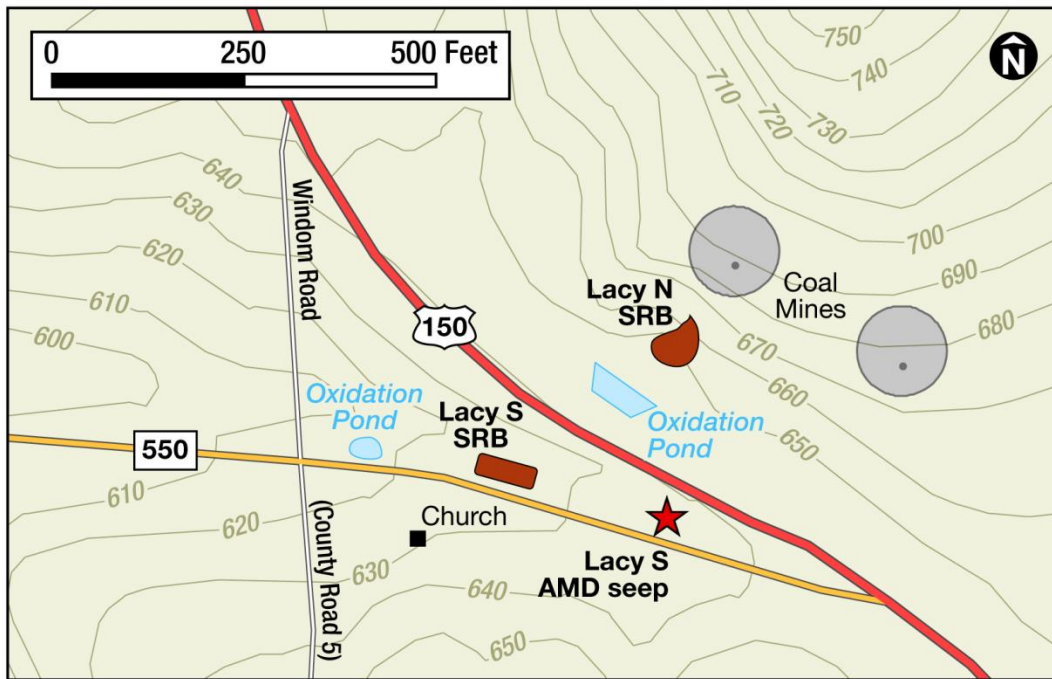 0 250 500 Feet
N
750
740
730
720
710
700
690
680
670
660
650
640
630
620
610
600
Windom Road
(County Road 5)
150
Lacy N
SRB
Coal
Mines
Oxidation
Pond
Lacy S
SRB
Oxidation
Pond
550
Church
Lacy S
AMD seep
610
620
630
640
650